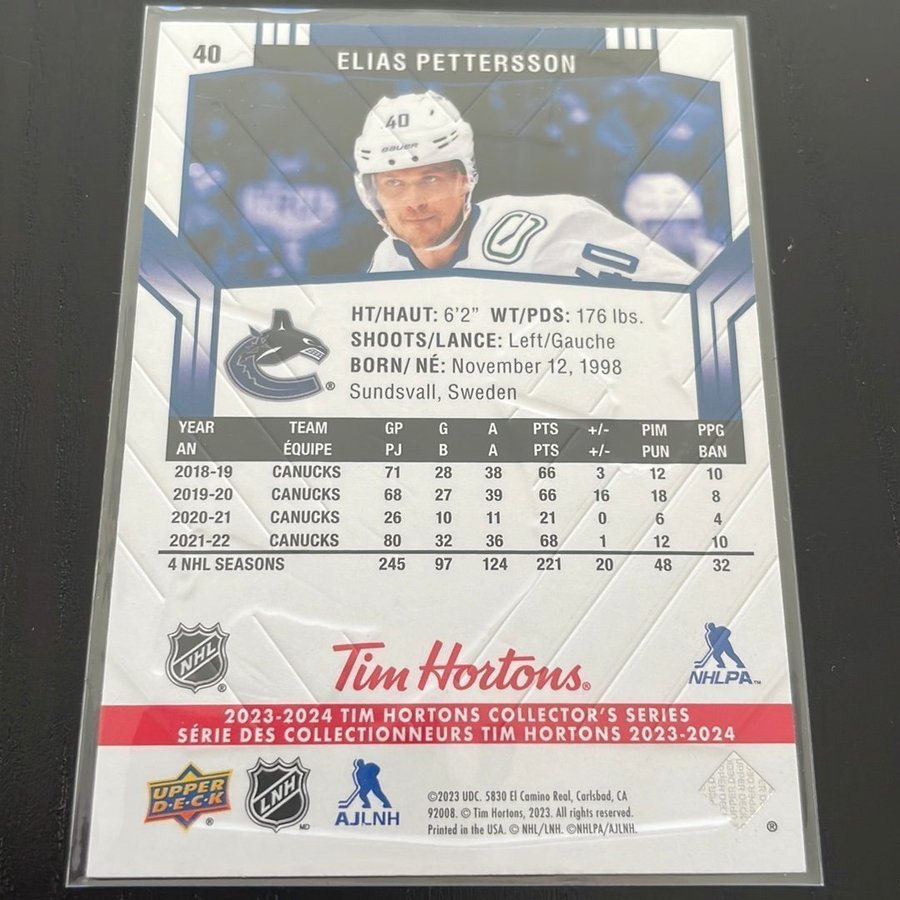 40
ELIAS PETTERSSON
40
BAUER
40
HT/HAUT: 6'2" WT/PDS: 176 lbs.
SHOOTS/LANCE: Left/Gauche
BORN/ NÉ: November 12, 1998
Sundsvall, Sweden
®
YEAR TEAM GP G A PTS +/- PIM PPG
AN ÉQUIPE PJ B A PTS +/- PUN BAN
2018-19 CANUCKS 71 28 38 66 3 12 10
2019-20 CANUCKS 68 27 39 66 16 18 8
2020-21 CANUCKS 26 10 11 21 0 6 4
2021-22 CANUCKS 80 32 36 68 1 12 10
4 NHL SEASONS 245 97 124 221 20 48 32
NHL ®
Tim Hortons®
NHLPA™
2023-2024 TIM HORTONS COLLECTOR'S SERIES
SÉRIE DES COLLECTIONNEURS TIM HORTONS 2023-2024
UPPER DECK ®
LNH MD
AJLNH
©2023 UDC. 5830 El Camino Real, Carlsbad, CA
92008. © Tim Hortons, 2023. All rights reserved.
Printed in the USA. © NHL/LNH. ©NHLPA/AJLNH.
®